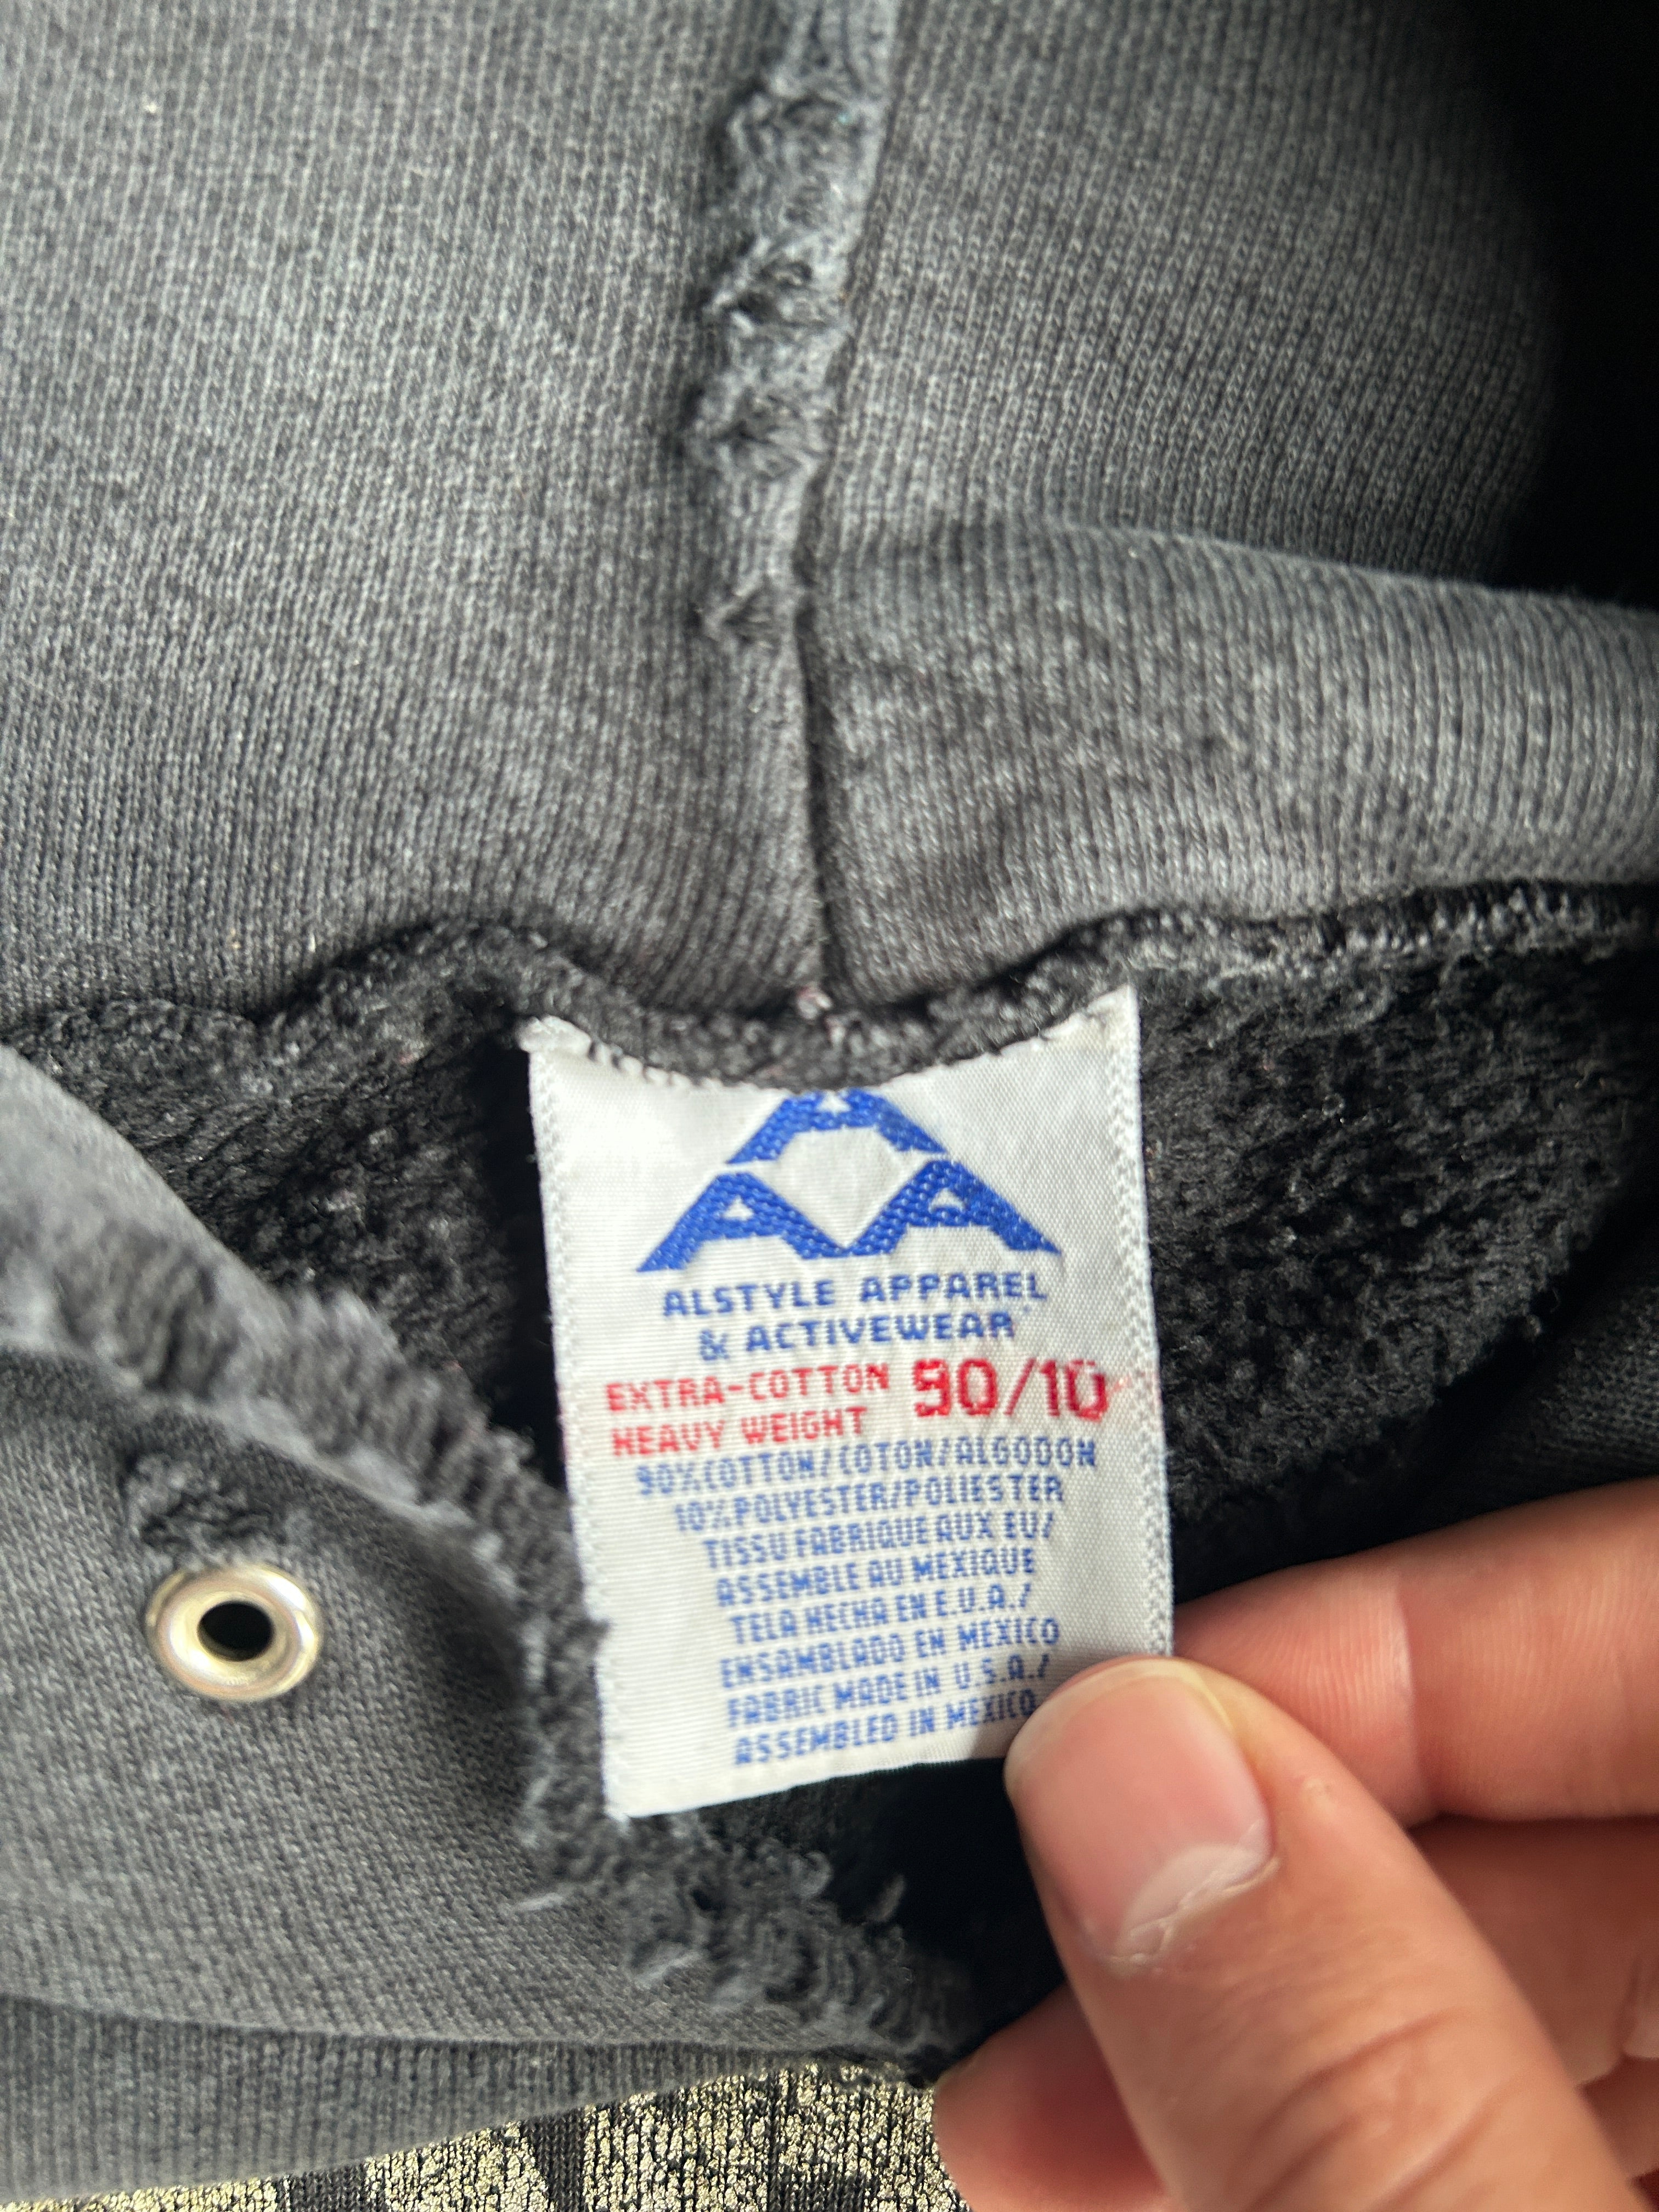 AAA
ALSTYLE APPAREL
& ACTIVEWEAR
EXTRA-COTTON 90/10
HEAVY WEIGHT
90% COTTON/COTON/ALGODON
10% POLYESTER/POLIESTER
TISSU FABRIQUE AUX EU/
ASSEMBLE AU MEXIQUE
TELA HECHA EN E.U.A./
ENSAMBLADO EN MEXICO
FABRIC MADE IN U.S.A./
ASSEMBLED IN MEXICO